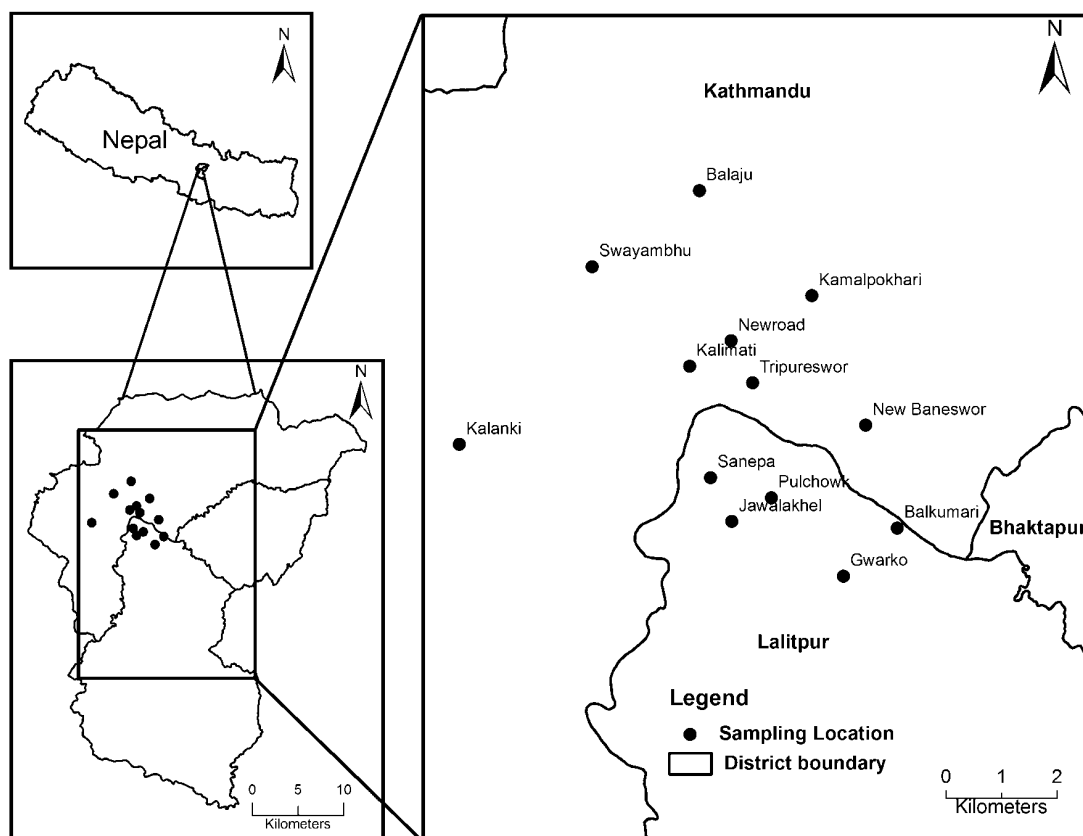 N
Nepal
N
0 5 10
Kilometers
N
Kathmandu
Balaju
Swayambhu
Kamalpokhari
Newroad
Kalimati
Tripureswor
New Baneswor
Kalanki
Sanepa
Pulchowk
Jawalakhel
Balkumari
Bhaktapur
Gwarko
Lalitpur
Legend
Sampling Location
District boundary
0 1 2
Kilometers